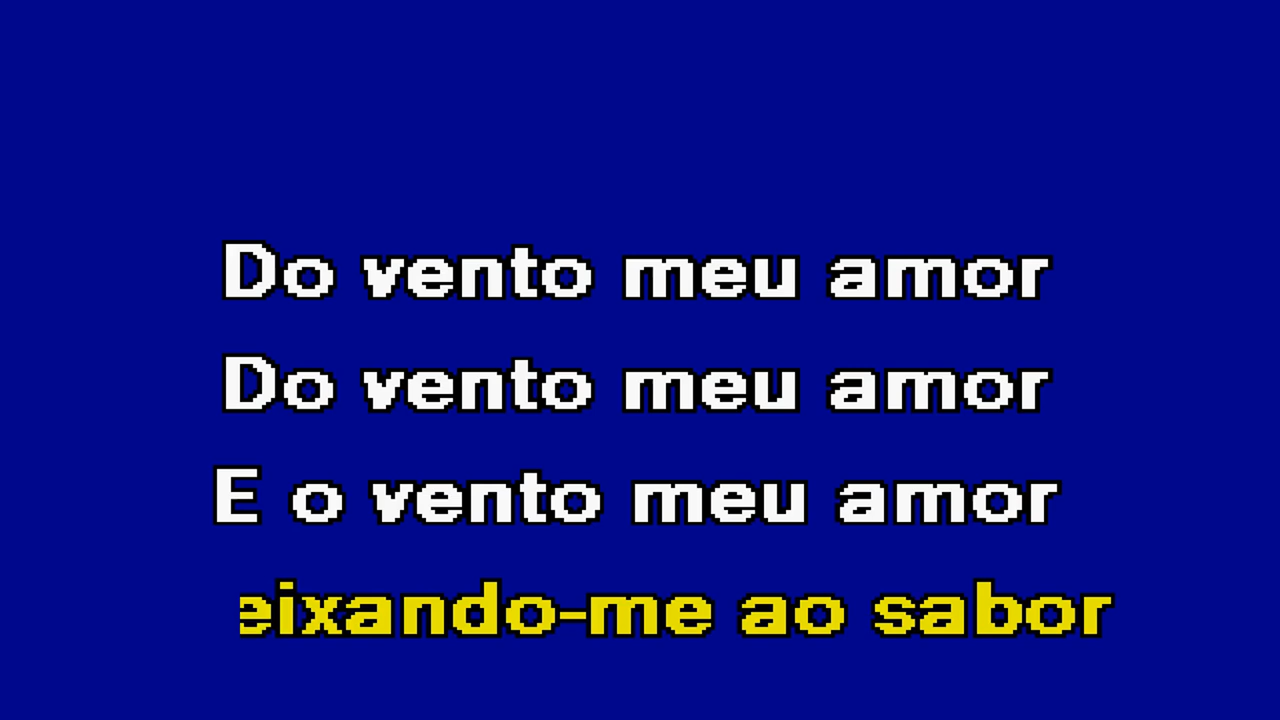 Do vento meu amor
Do vento meu amor
E o vento meu amor
eixando-me ao sabor